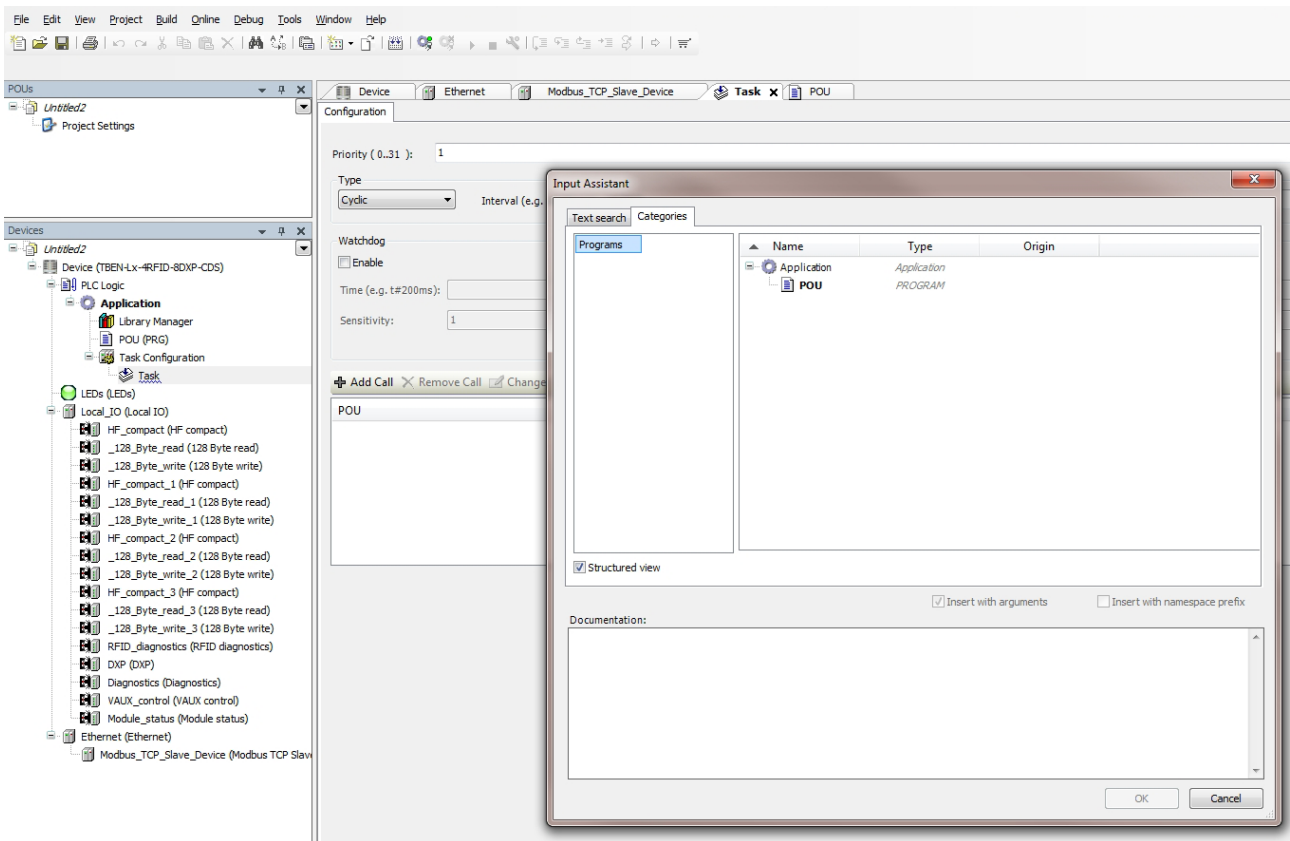 File Edit View Project Build Online Debug Tools Window Help
POUs
Untitled2
Project Settings
Devices
Untitled2
Device (TBEN-Lx-4RFID-8DXP-CDS)
PLC Logic
Application
Library Manager
POU (PRG)
Task Configuration
Task
LEDs (LEDs)
Local_IO (Local IO)
HF_compact (HF compact)
_128_Byte_read (128 Byte read)
_128_Byte_write (128 Byte write)
HF_compact_1 (HF compact)
_128_Byte_read_1 (128 Byte read)
_128_Byte_write_1 (128 Byte write)
HF_compact_2 (HF compact)
_128_Byte_read_2 (128 Byte read)
_128_Byte_write_2 (128 Byte write)
HF_compact_3 (HF compact)
_128_Byte_read_3 (128 Byte read)
_128_Byte_write_3 (128 Byte write)
RFID_diagnostics (RFID diagnostics)
DXP (DXP)
Diagnostics (Diagnostics)
VAUX_control (VAUX control)
Module_status (Module status)
Ethernet (Ethernet)
Modbus_TCP_Slave_Device (Modbus TCP Slav
Device Ethernet Modbus_TCP_Slave_Device Task POU
Configuration
Priority ( 0..31 ): 1
Type
Cyclic Interval (e.g.
Watchdog
Enable
Time (e.g. t#200ms):
Sensitivity: 1
Add Call Remove Call Change
POU
Input Assistant
Text search Categories
Programs
Name Type Origin
Application Application
POU PROGRAM
Structured view
Insert with arguments Insert with namespace prefix
Documentation:
OK Cancel